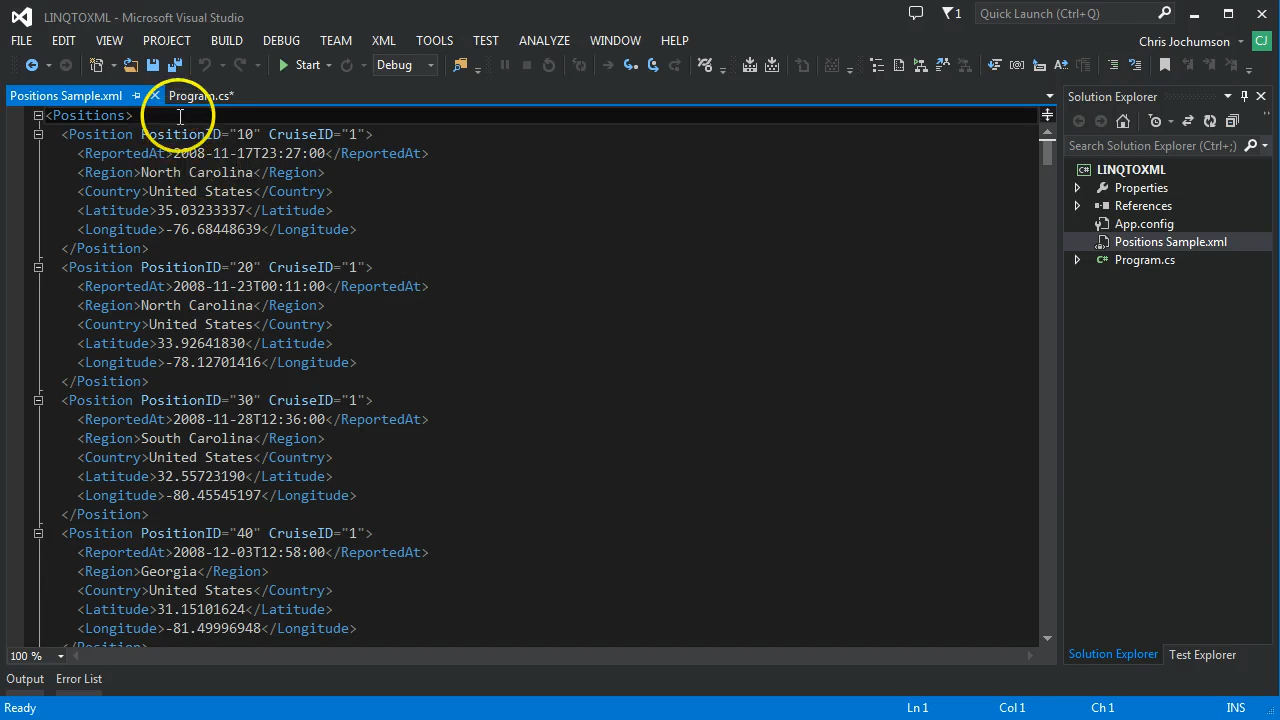 LINQTOXML - Microsoft Visual Studio
1
Quick Launch (Ctrl+Q)
FILE EDIT VIEW PROJECT BUILD DEBUG TEAM XML TOOLS TEST ANALYZE WINDOW HELP
Chris Jochumson
CJ
Start
Debug
Positions Sample.xml
Program.cs*
<Positions>
<Position PositionID="10" CruiseID="1">
<ReportedAt>2008-11-17T23:27:00</ReportedAt>
<Region>North Carolina</Region>
<Country>United States</Country>
<Latitude>35.03233337</Latitude>
<Longitude>-76.68448639</Longitude>
</Position>
<Position PositionID="20" CruiseID="1">
<ReportedAt>2008-11-23T00:11:00</ReportedAt>
<Region>North Carolina</Region>
<Country>United States</Country>
<Latitude>33.92641830</Latitude>
<Longitude>-78.12701416</Longitude>
</Position>
<Position PositionID="30" CruiseID="1">
<ReportedAt>2008-11-28T12:36:00</ReportedAt>
<Region>South Carolina</Region>
<Country>United States</Country>
<Latitude>32.55723190</Latitude>
<Longitude>-80.45545197</Longitude>
</Position>
<Position PositionID="40" CruiseID="1">
<ReportedAt>2008-12-03T12:58:00</ReportedAt>
<Region>Georgia</Region>
<Country>United States</Country>
<Latitude>31.15101624</Latitude>
<Longitude>-81.49996948</Longitude>
</Position>
100 %
Solution Explorer
Search Solution Explorer (Ctrl+;)
LINQTOXML
Properties
References
App.config
Positions Sample.xml
Program.cs
Solution Explorer
Test Explorer
Output
Error List
Ready
Ln 1
Col 1
Ch 1
INS